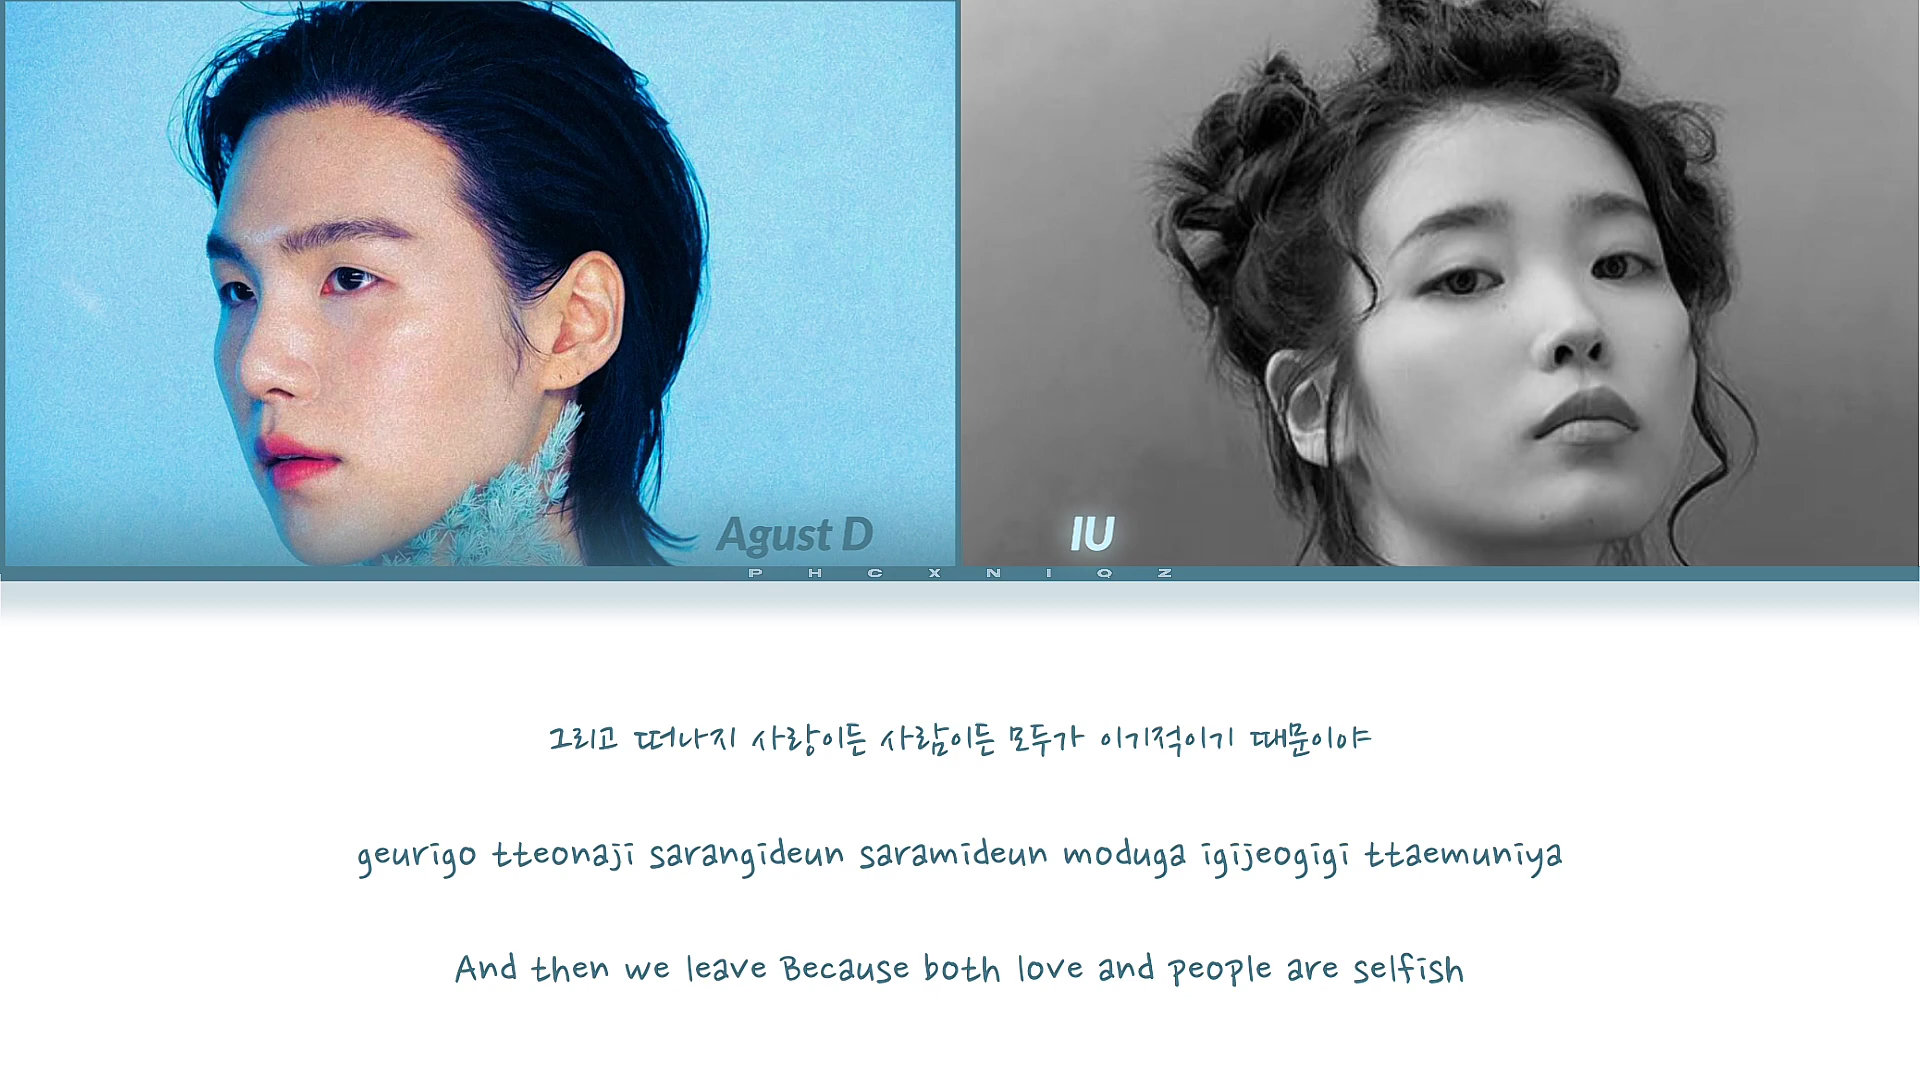 Agust D
IU
PHCXNIQZ
그리고 떠나지 사랑이든 사람이든 모두가 이기적이기 때문이야
geurigo tteonaji sarangideun saramideun moduga igijeogigi ttaemuniya
And then we leave Because both love and people are selfish